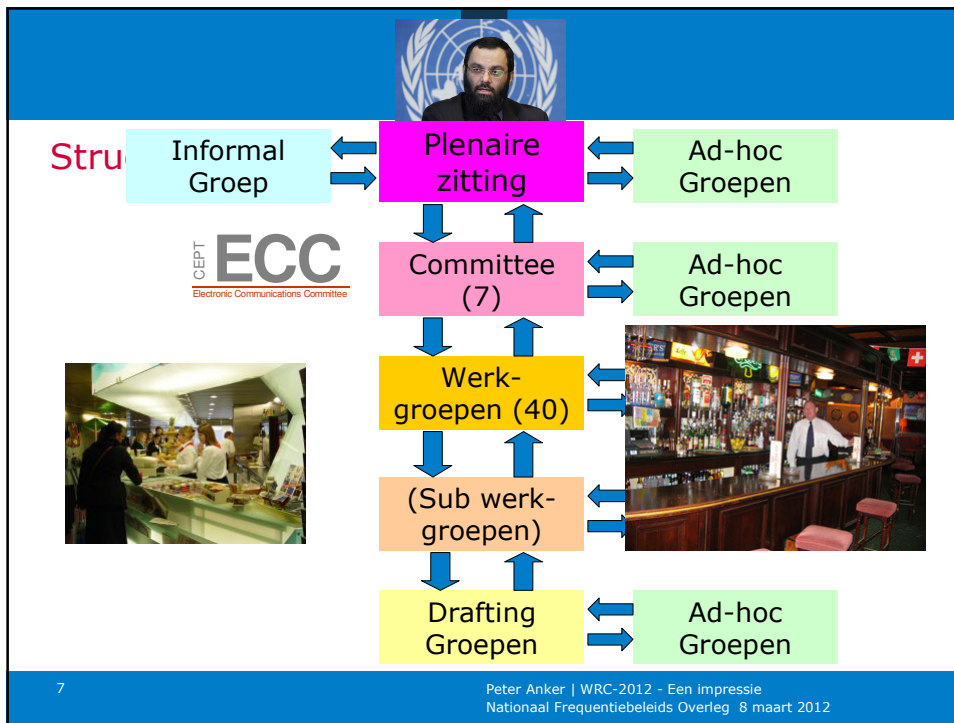 Struc
Informal
Groep
Plenaire
zitting
Ad-hoc
Groepen
CEPT
ECC
Electronic Communications Committee
Committee
(7)
Ad-hoc
Groepen
Werk-
groepen (40)
(Sub werk-
groepen)
Drafting
Groepen
Ad-hoc
Groepen
7
Peter Anker | WRC-2012 - Een impressie
Nationaal Frequentiebeleids Overleg 8 maart 2012